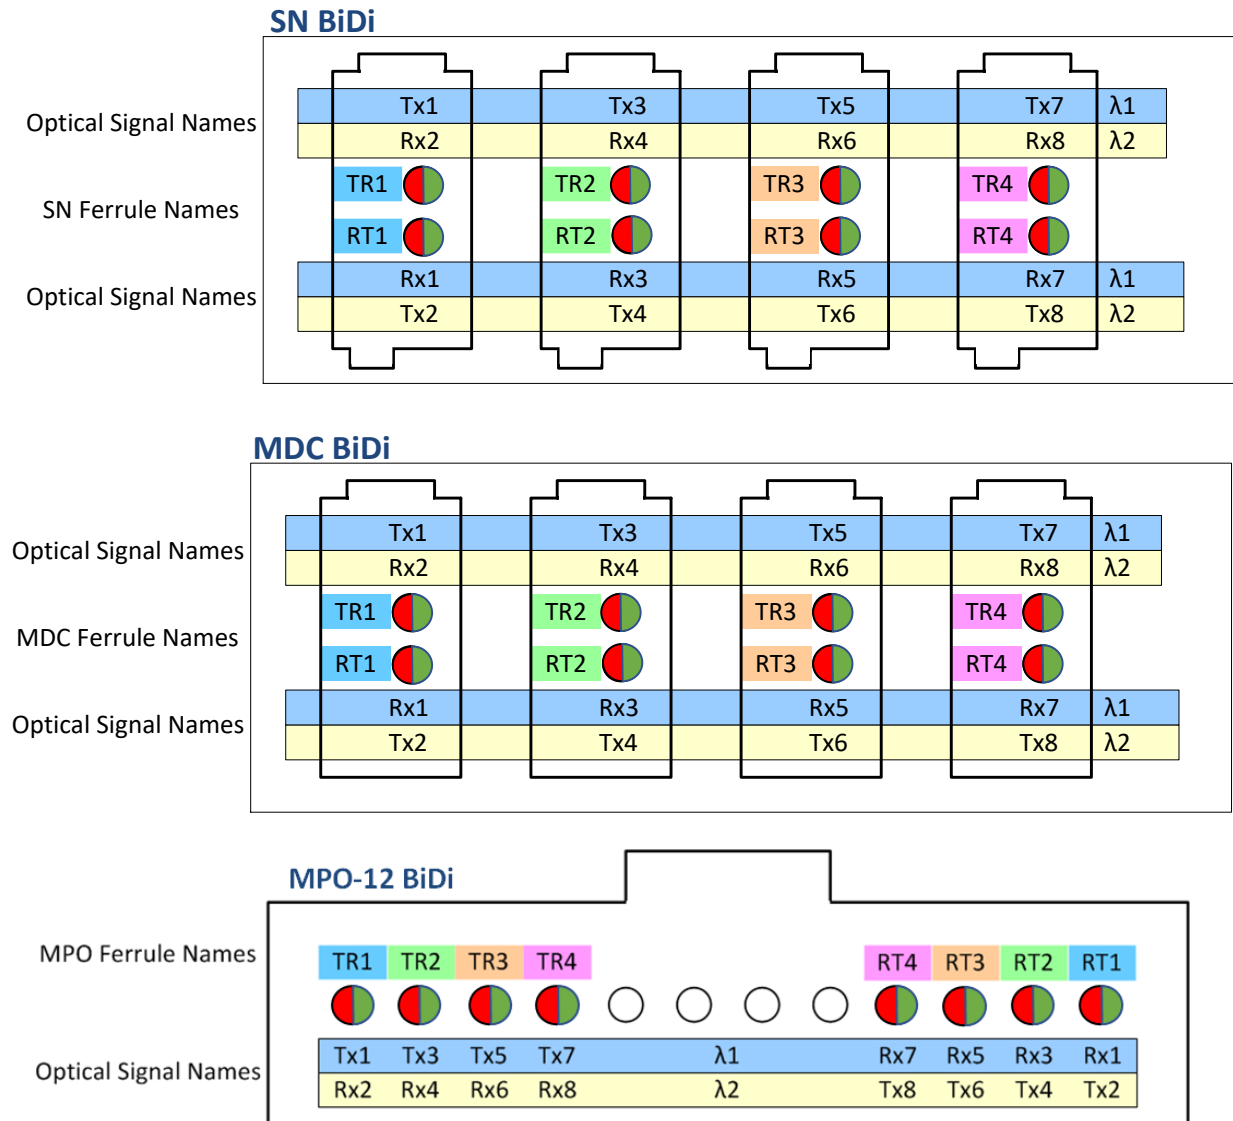 SN BiDi
Optical Signal Names Tx1 Tx3 Tx5 Tx7 λ1
Rx2 Rx4 Rx6 Rx8 λ2
TR1 TR2 TR3 TR4
SN Ferrule Names
RT1 RT2 RT3 RT4
Optical Signal Names Rx1 Rx3 Rx5 Rx7 λ1
Tx2 Tx4 Tx6 Tx8 λ2
MDC BiDi
Optical Signal Names Tx1 Tx3 Tx5 Tx7 λ1
Rx2 Rx4 Rx6 Rx8 λ2
TR1 TR2 TR3 TR4
MDC Ferrule Names
RT1 RT2 RT3 RT4
Optical Signal Names Rx1 Rx3 Rx5 Rx7 λ1
Tx2 Tx4 Tx6 Tx8 λ2
MPO-12 BiDi
MPO Ferrule Names TR1 TR2 TR3 TR4 RT4 RT3 RT2 RT1
Optical Signal Names Tx1 Tx3 Tx5 Tx7 λ1 Rx7 Rx5 Rx3 Rx1
Rx2 Rx4 Rx6 Rx8 λ2 Tx8 Tx6 Tx4 Tx2